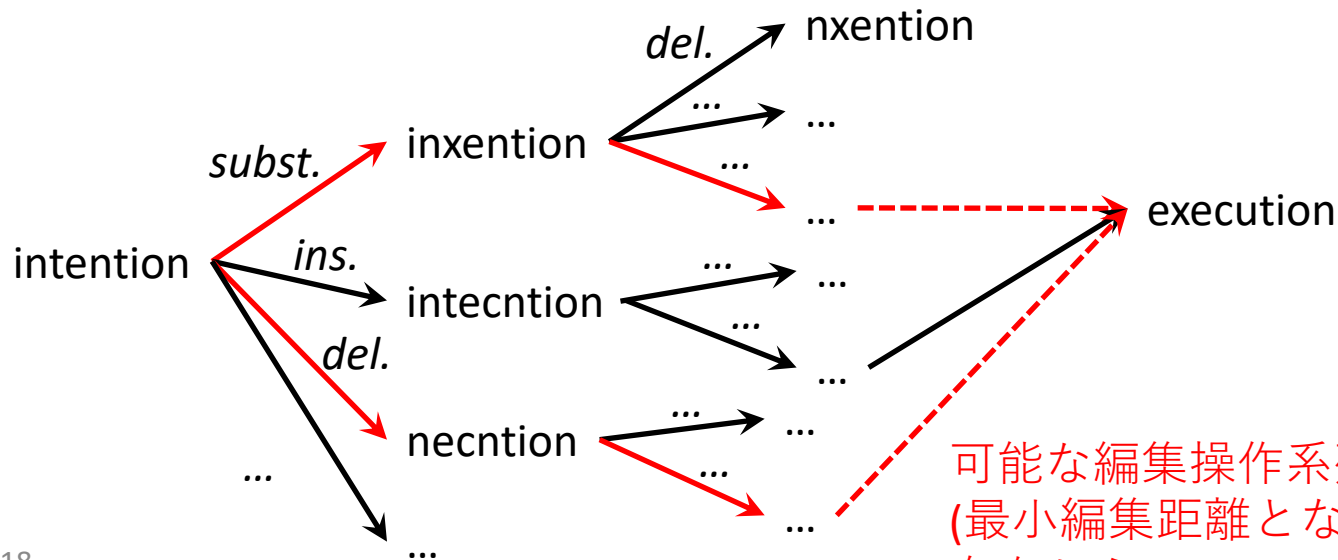 nxention
del.
...
...
inxention
...
subst.
...
execution
intention
ins.
...
...
intecntion
...
del.
...
...
...
necntion
...
可能な編集操作系
...
(最小編集距離とな
...
...
18